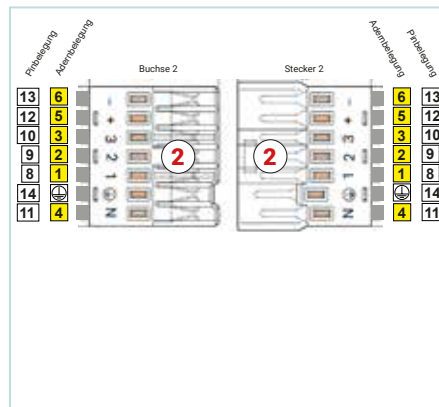 Pinbelegung Adernbelegung Adernbelegung Pinbelegung
Buchse 2 Stecker 2
13 6 - - 6 13
12 5 + + 5 12
10 3 3 3 3 10
9 2 2 2 2 2 2 9
8 1 1 1 1 8
14 14
11 4 N N 4 11